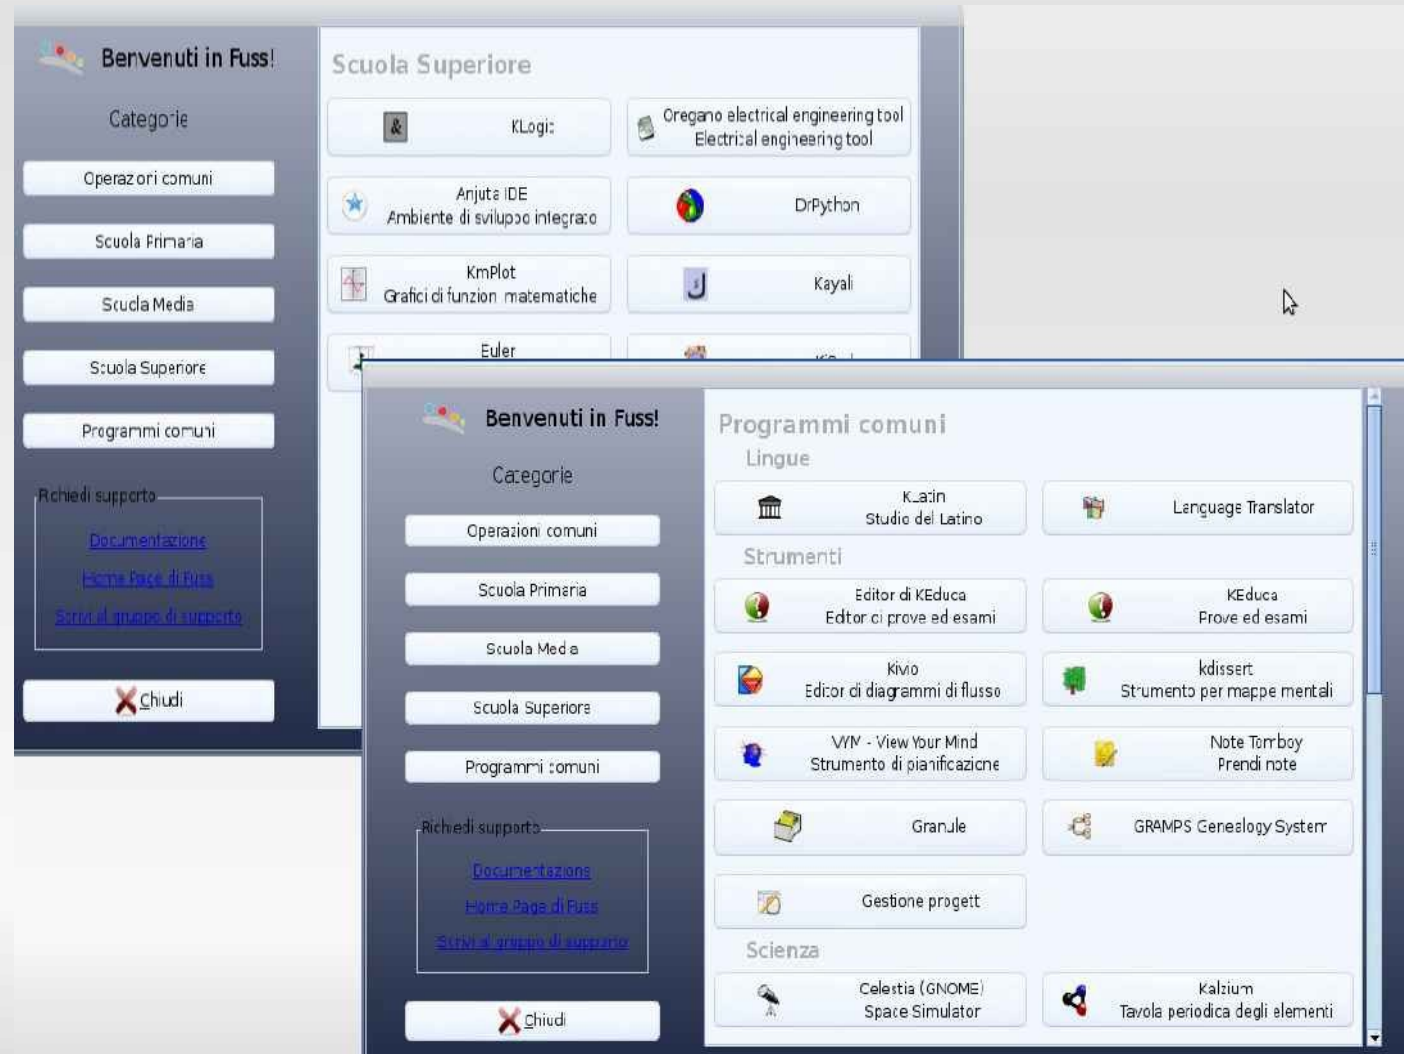 Benvenuti in Fuss!
Categorie
Operazioni comuni
Scuola Primaria
Scuola Media
Scuola Superiore
Programmi comuni
Richiedi supporto
Documentazione
Home Page di Fuss
Scrivi al gruppo di supporto
Chiudi
Scuola Superiore
KLogic
Oregano electrical engineering tool
Electrical engineering tool
Anjuta IDE
Ambiente di sviluppo integrato
DrPython
KmPlot
Grafici di funzioni matematiche
Kayali
Euler
Benvenuti in Fuss!
Categorie
Operazioni comuni
Scuola Primaria
Scuola Media
Scuola Superiore
Programmi comuni
Richiedi supporto
Documentazione
Home Page di Fuss
Scrivi al gruppo di supporto
Chiudi
Programmi comuni
Lingue
KLatin
Studio del Latino
Language Translator
Strumenti
Editor di KEduca
Editor di prove ed esami
KEduca
Prove ed esami
Kivio
Editor di diagrammi di flusso
kdissert
Strumento per mappe mentali
VYM - View Your Mind
Strumento di pianificazione
Note Tomboy
Prendi note
Granule
GRAMPS Genealogy System
Gestione progett
Scienza
Celestia (GNOME)
Space Simulator
Kalzium
Tavola periodica degli elementi